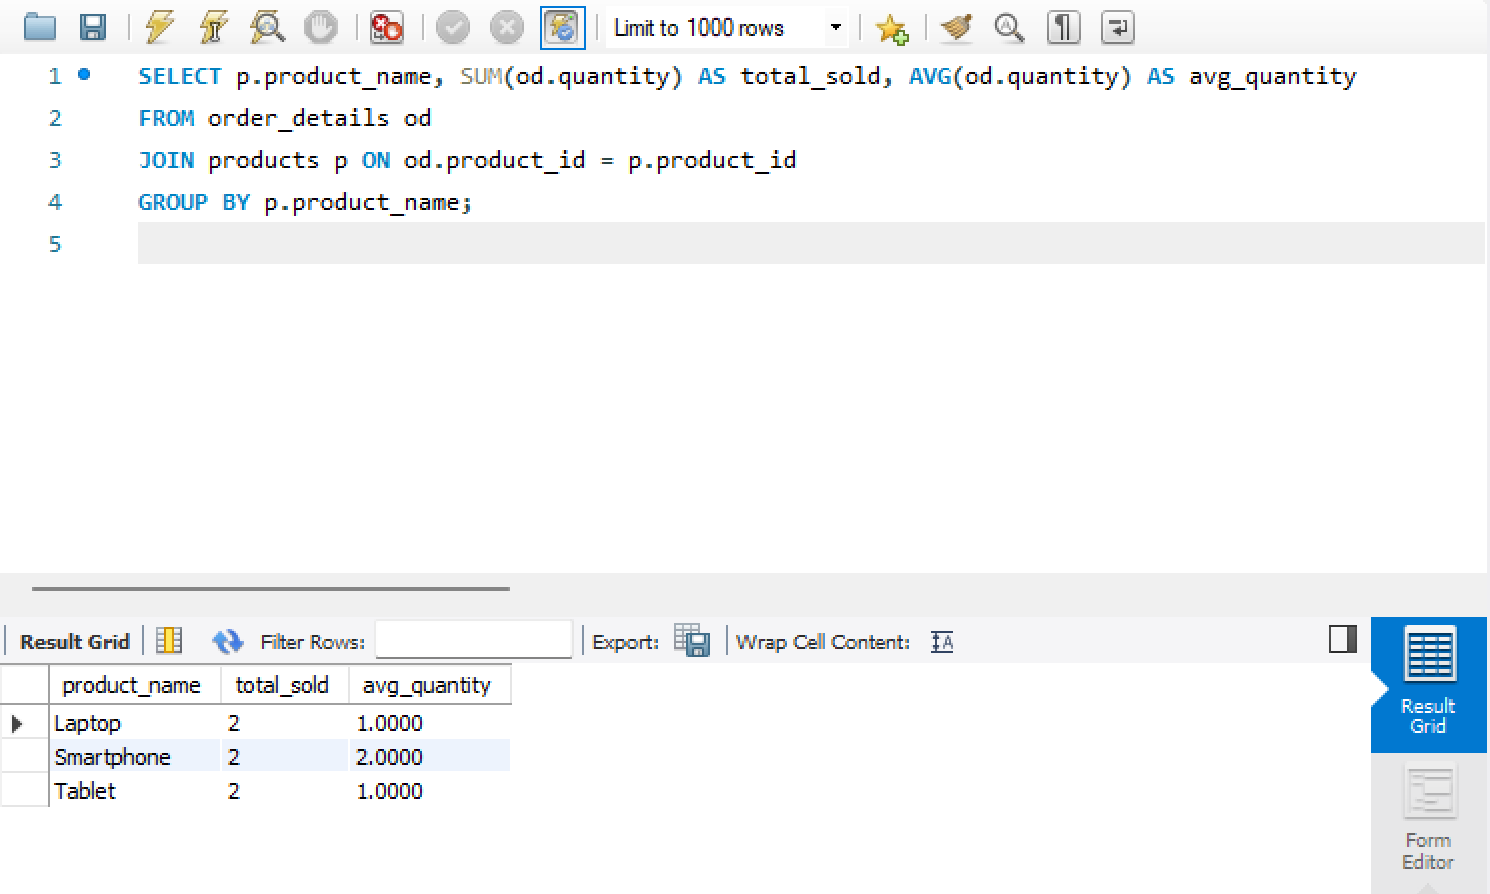 Limit to 1000 rows
1 SELECT p.product_name, SUM(od.quantity) AS total_sold, AVG(od.quantity) AS avg_quantity
2 FROM order_details od
3 JOIN products p ON od.product_id = p.product_id
4 GROUP BY p.product_name;
5
Result Grid Filter Rows: Export: Wrap Cell Content:
product_name total_sold avg_quantity
Laptop 2 1.0000
Smartphone 2 2.0000
Tablet 2 1.0000
Result
Grid
Form
Editor